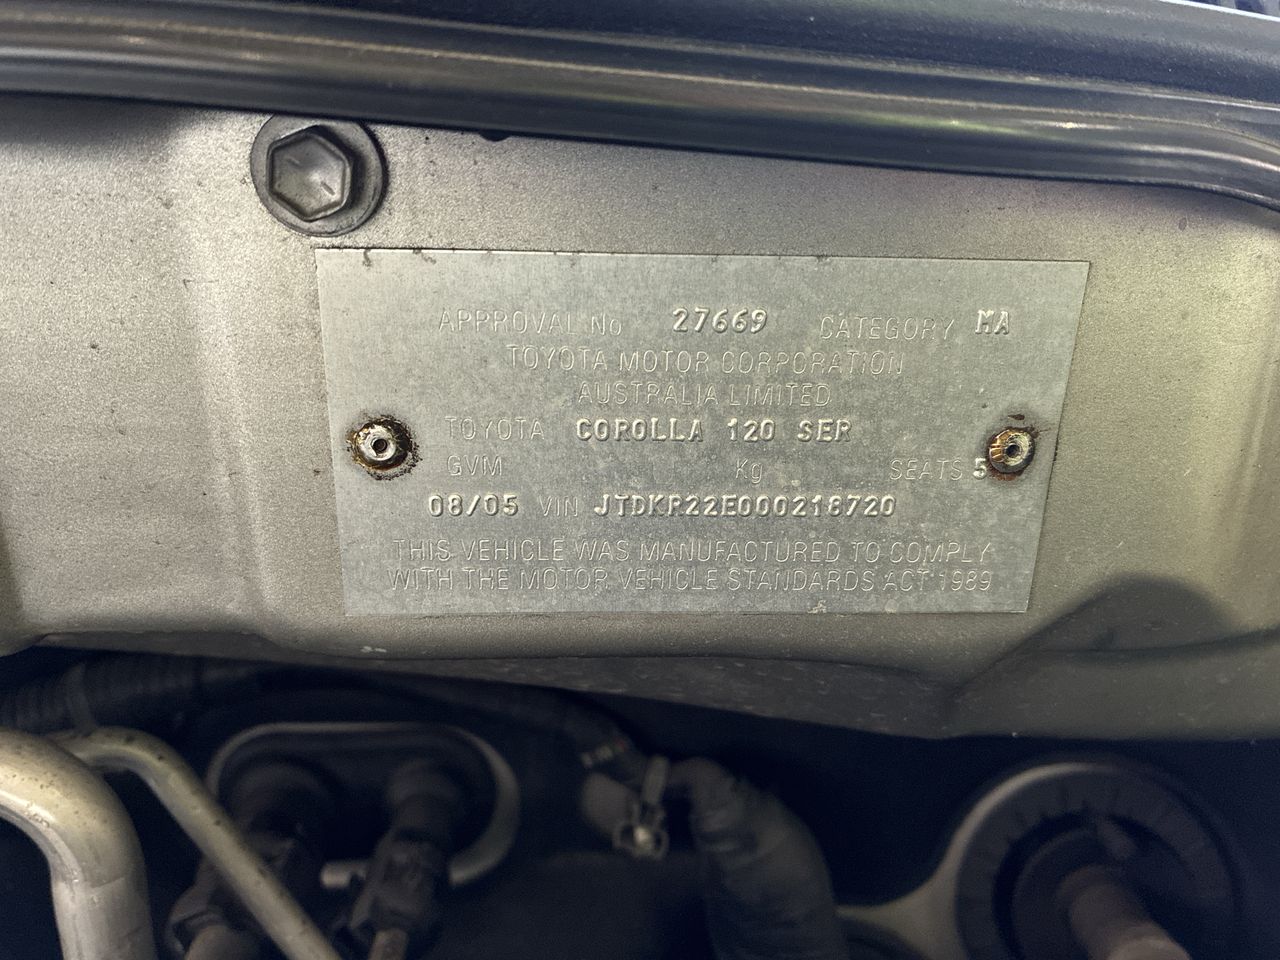 APPROVAL No 27669 CATEGORY MA
TOYOTA MOTOR CORPORATION
AUSTRALIA LIMITED
TOYOTA COROLLA 120 SER
GVM Kg SEATS 5
08/05 VIN JTDKR22E000218720
THIS VEHICLE WAS MANUFACTURED TO COMPLY
WITH THE MOTOR VEHICLE STANDARDS ACT 1989